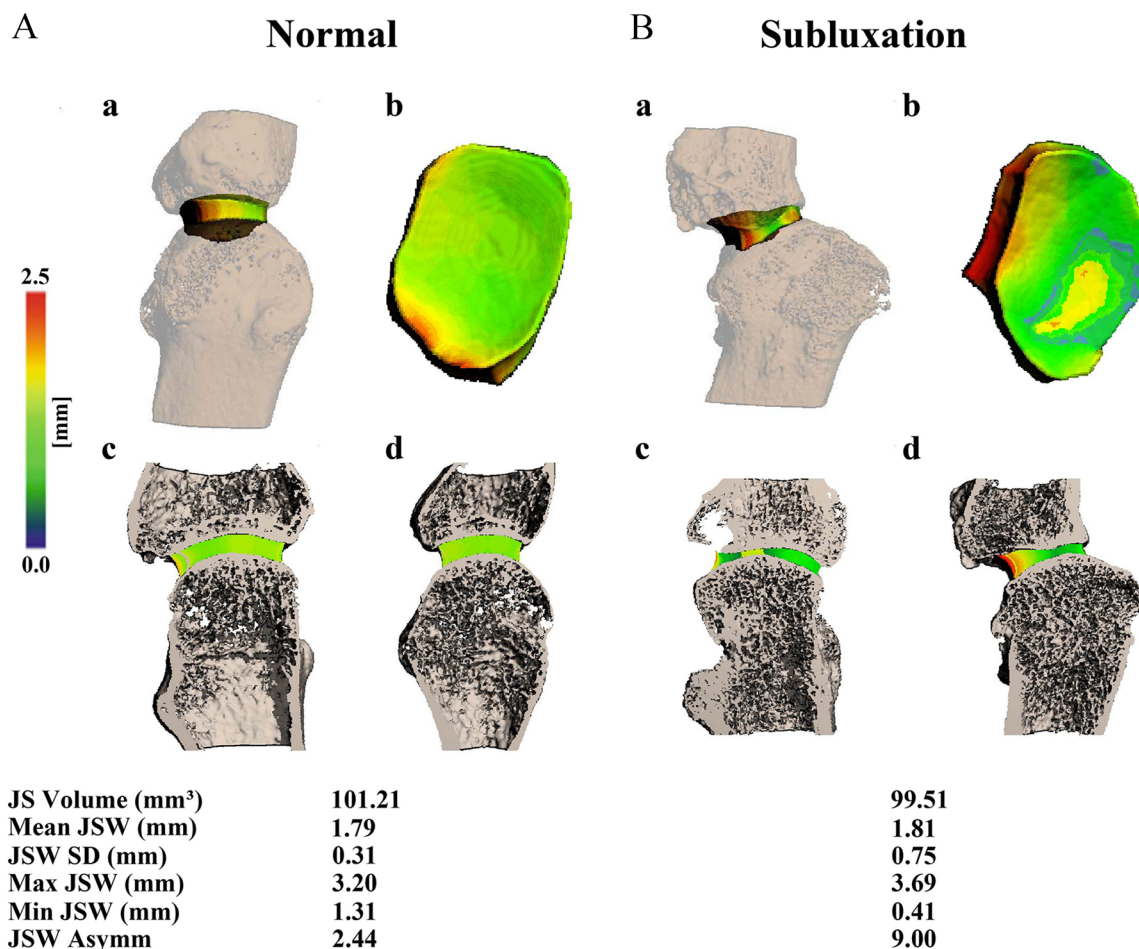 A Normal B Subluxation
a b a b
2.5
[mm]
0.0
c d c d
JS Volume (mm³) 101.21 99.51
Mean JSW (mm) 1.79 1.81
JSW SD (mm) 0.31 0.75
Max JSW (mm) 3.20 3.69
Min JSW (mm) 1.31 0.41
JSW Asymm 2.44 9.00